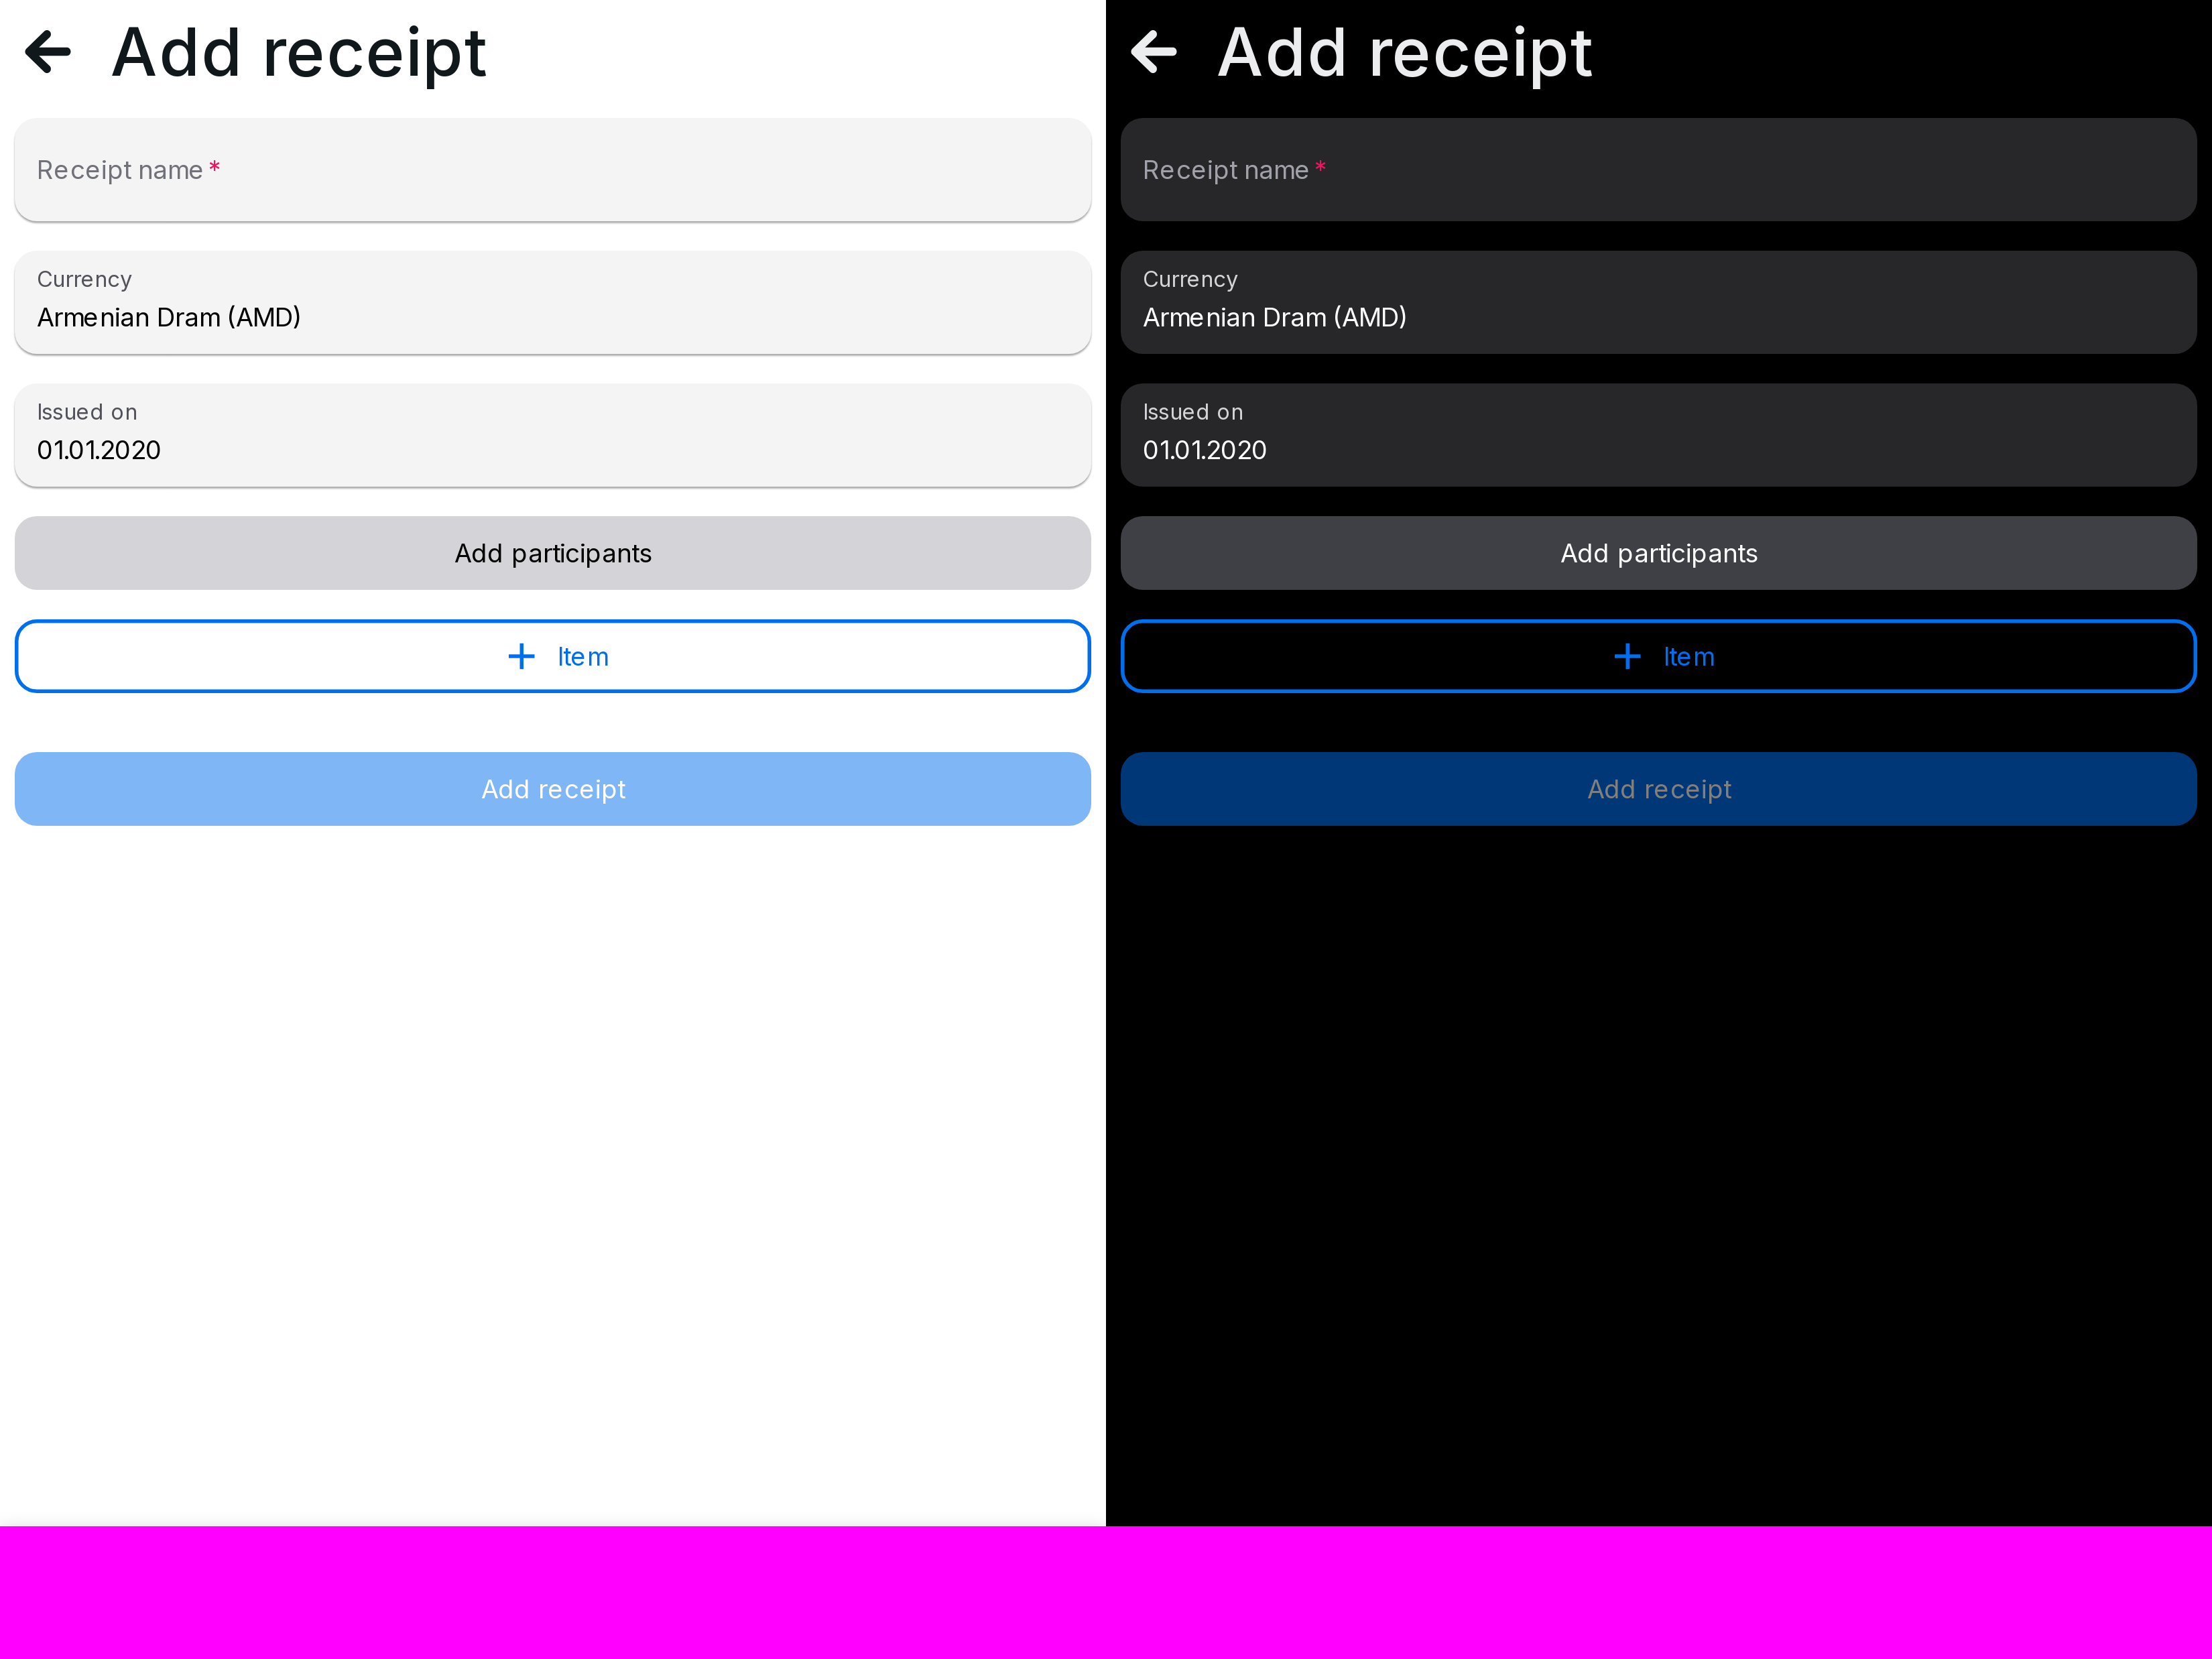 Add receipt
Receipt name *
Currency
Armenian Dram (AMD)
Issued on
01.01.2020
Add participants
Item
Add receipt
Add receipt
Receipt name *
Currency
Armenian Dram (AMD)
Issued on
01.01.2020
Add participants
Item
Add receipt